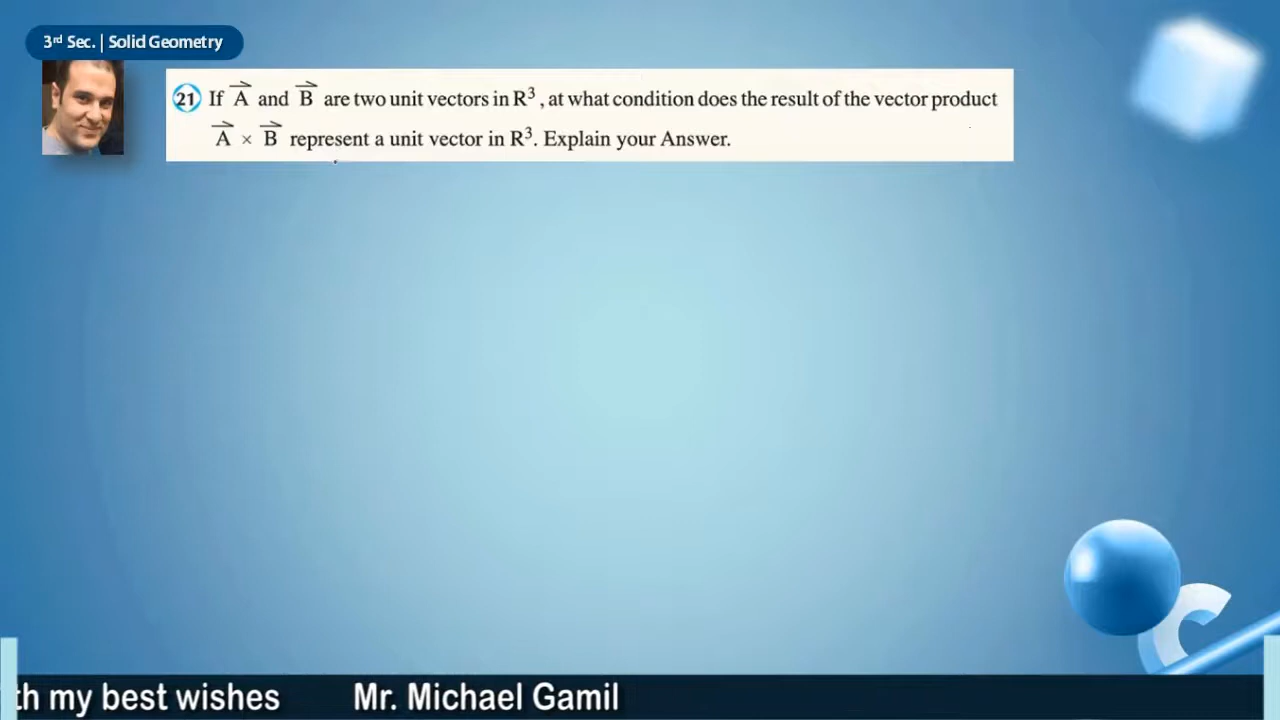 3rd Sec. | Solid Geometry
21 If A⃗ and B⃗ are two unit vectors in R³ , at what condition does the result of the vector product
A⃗ × B⃗ represent a unit vector in R³. Explain your Answer.
my best wishes Mr. Michael Gamil